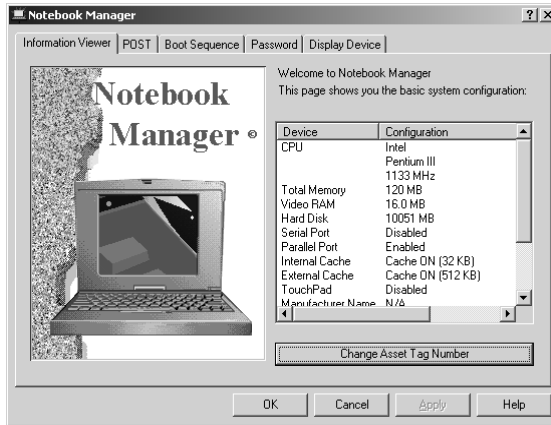 Notebook Manager
Information Viewer POST Boot Sequence Password Display Device
Notebook
Manager ©
Welcome to Notebook Manager
This page shows you the basic system configuration:
Device Configuration
CPU Intel
Pentium III
1133 MHz
Total Memory 120 MB
Video RAM 16.0 MB
Hard Disk 10051 MB
Serial Port Disabled
Parallel Port Enabled
Internal Cache Cache ON (32 KB)
External Cache Cache ON (512 KB)
TouchPad Disabled
Manufacturer Name N/A
Change Asset Tag Number
OK Cancel Apply Help